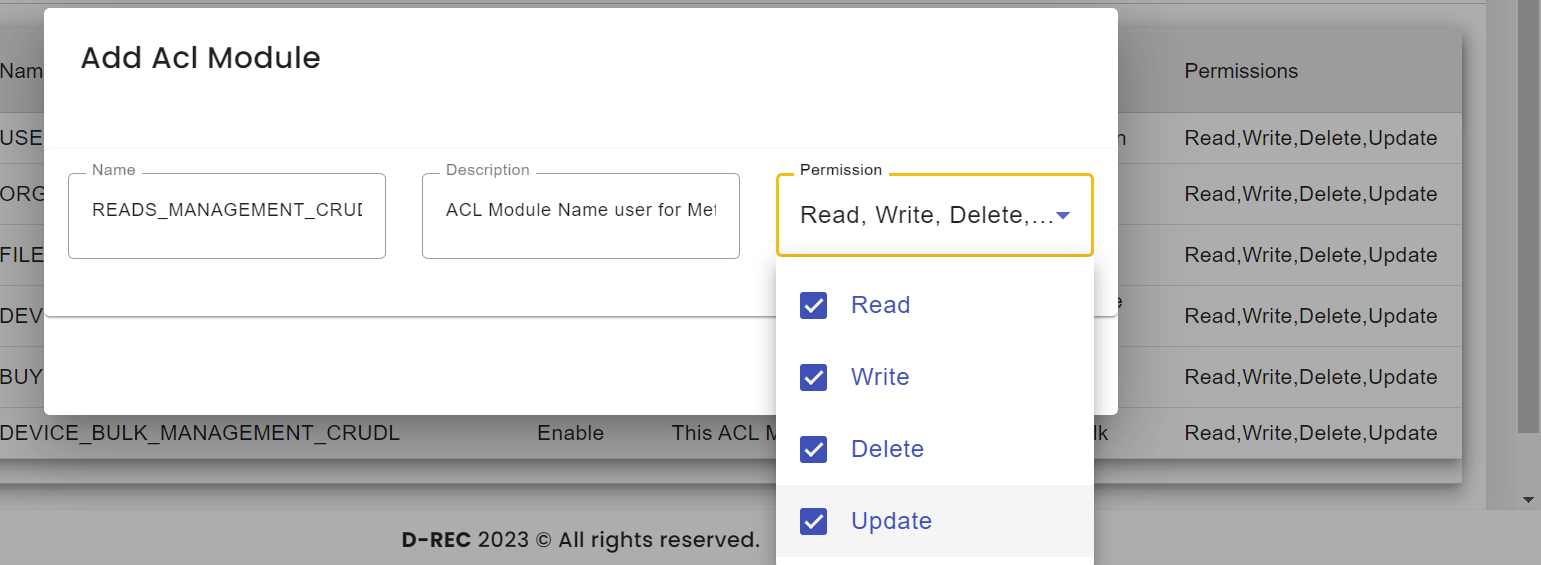 Add Acl Module
Name Permissions
USE n Read,Write,Delete,Update
Name Description Permission
READS_MANAGEMENT_CRUD ACL Module Name user for Met Read, Write, Delete,...
ORG Read,Write,Delete,Update
FILE Read,Write,Delete,Update
Read
DEV e Read,Write,Delete,Update
Write
BUY Read,Write,Delete,Update
DEVICE_BULK_MANAGEMENT_CRUDL Enable This ACL M lk Read,Write,Delete,Update
Delete
Update
D-REC 2023 © All rights reserved.